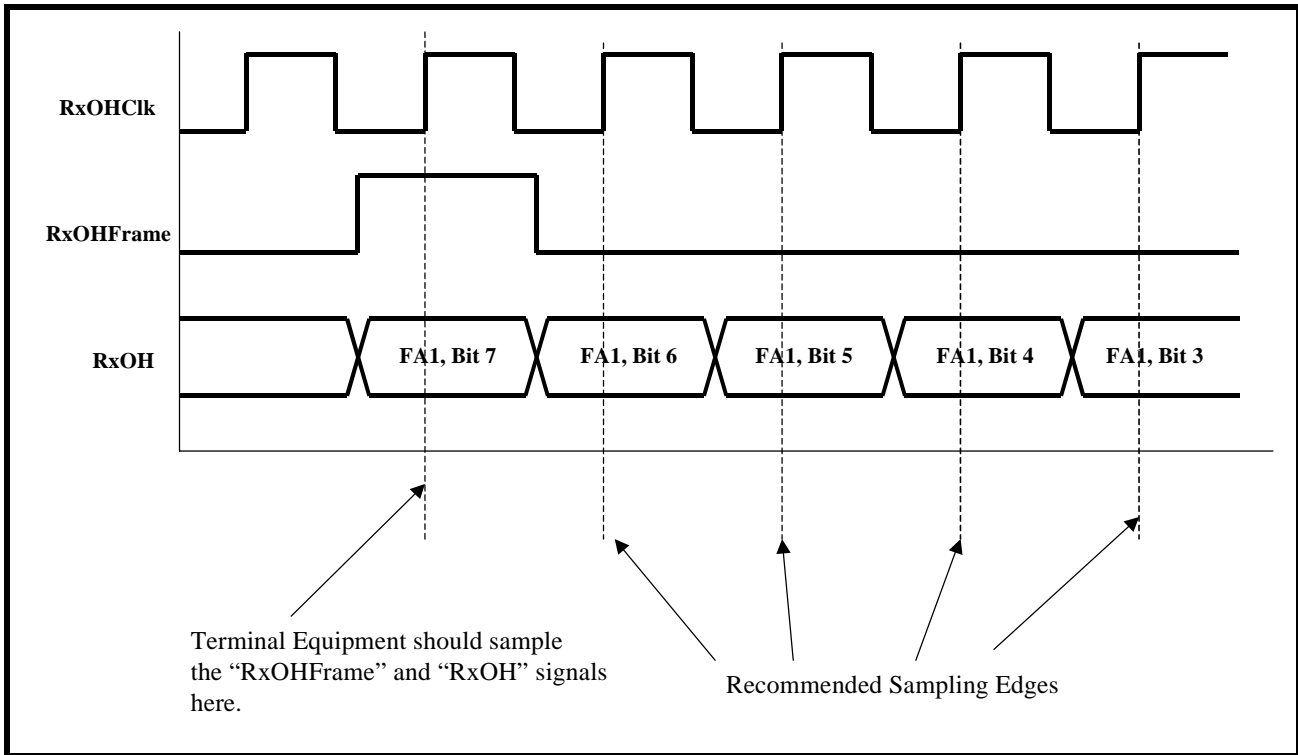 RxOHClk
RxOHFrame
RxOH
FA1, Bit 7
FA1, Bit 6
FA1, Bit 5
FA1, Bit 4
FA1, Bit 3
Terminal Equipment should sample
the “RxOHFrame” and “RxOH” signals
here.
Recommended Sampling Edges